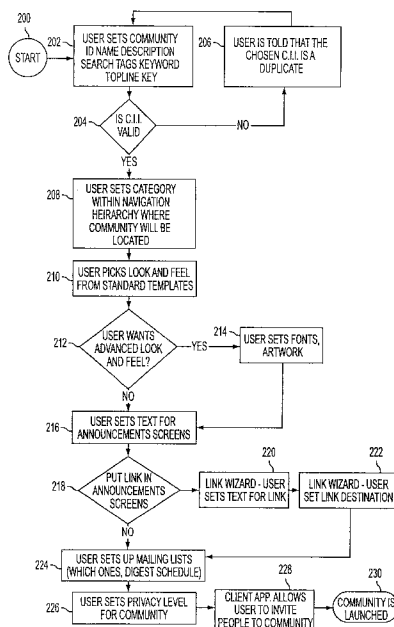 200
START
202
USER SETS COMMUNITY
ID NAME DESCRIPTION
SEARCH TAGS KEYWORD
TOPLINE KEY
206
USER IS TOLD THAT THE
CHOSEN C.I.I. IS A
DUPLICATE
204
IS C.I.I.
VALID
NO
YES
208
USER SETS CATEGORY
WITHIN NAVIGATION
HEIRARCHY WHERE
COMMUNITY WILL BE
LOCATED
210
USER PICKS LOOK AND FEEL
FROM STANDARD TEMPLATES
212
USER WANTS
ADVANCED LOOK
AND FEEL?
YES
214
USER SETS FONTS,
ARTWORK
NO
216
USER SETS TEXT FOR
ANNOUNCEMENTS SCREENS
218
PUT LINK IN
ANNOUNCEMENTS
SCREENS
220
LINK WIZARD - USER
SETS TEXT FOR LINK
222
LINK WIZARD - USER
SET LINK DESTINATION
NO
224
USER SETS UP MAILING LISTS
(WHICH ONES, DIGEST SCHEDULE)
226
USER SETS PRIVACY LEVEL
FOR COMMUNITY
228
CLIENT APP. ALLOWS
USER TO INVITE
PEOPLE TO COMMUNITY
230
COMMUNITY IS
LAUNCHED